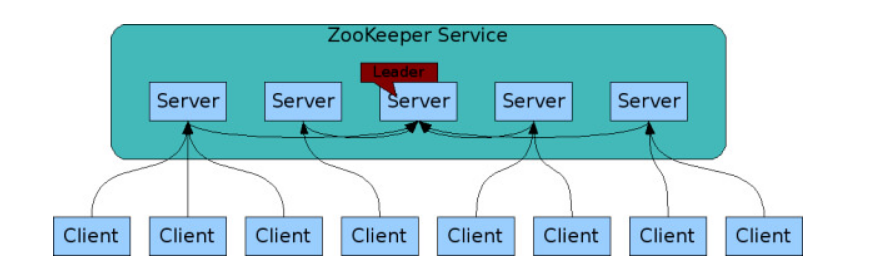 ZooKeeper Service
Leader
Server Server Server Server Server
Client Client Client Client Client Client Client Client